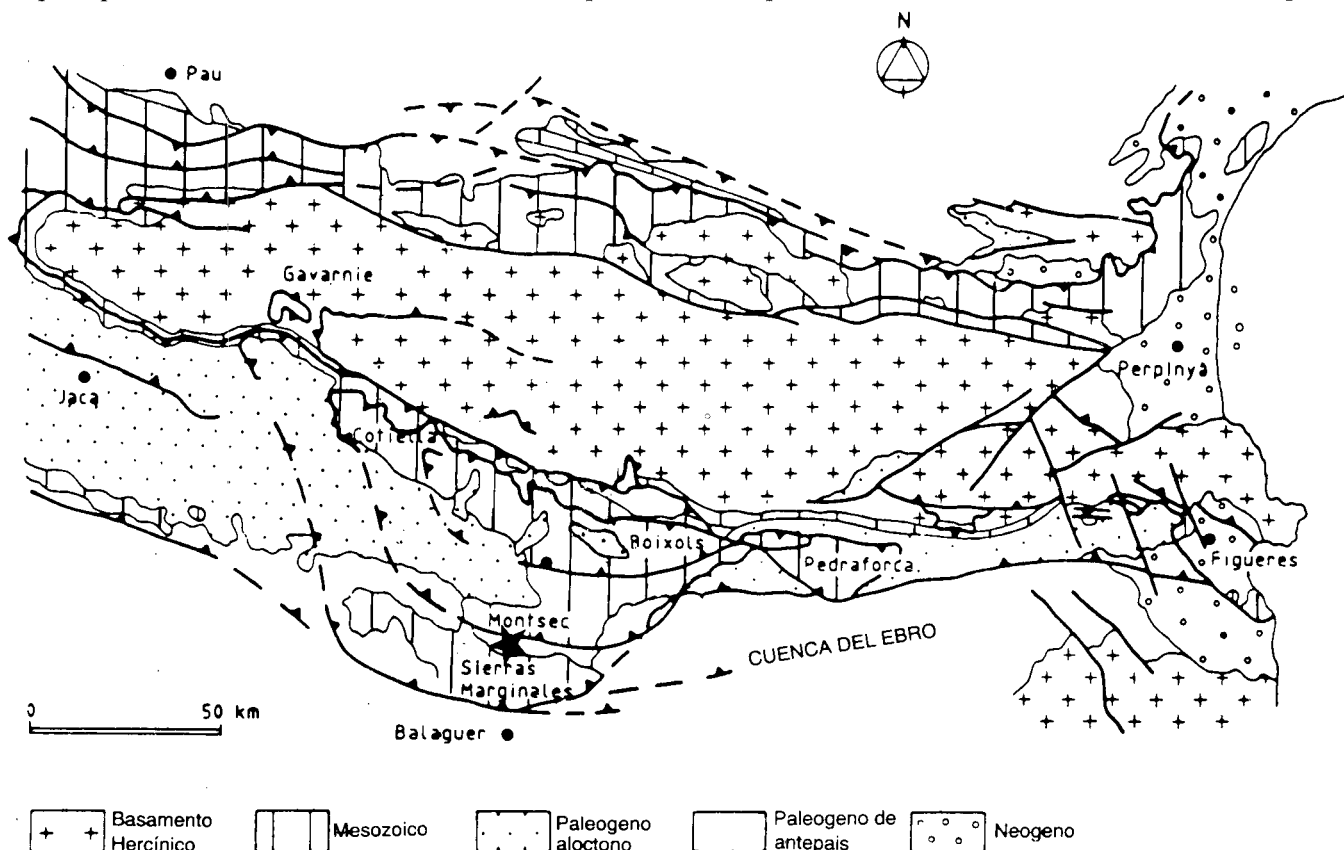 N
Pau
Gavarnie
Jaca
Perpinyà
Cotiella
Boixols
Pedraforca.
Figueres
Montsec
CUENCA DEL EBRO
Sierras
Marginales
0 50 km
Balaguer
Basamento
Hercínico
Mesozoico
Paleogeno
aloctono
Paleogeno de
antepais
Neogeno